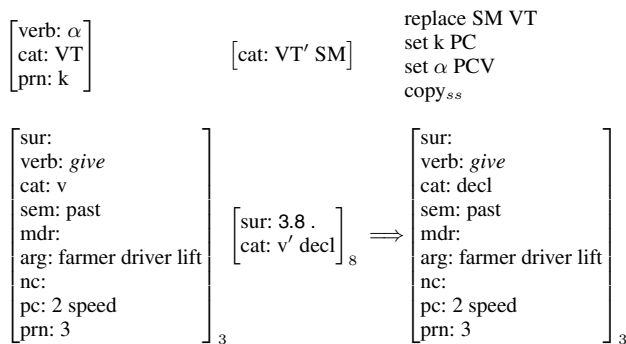 verb: α
cat: VT
prn: k
[cat: VT′ SM]
replace SM VT
set k PC
set α PCV
copyss
sur:
verb: give
cat: v
sem: past
mdr:
arg: farmer driver lift
nc:
pc: 2 speed
prn: 3
3
sur: 3.8 .
cat: v′ decl
8
⟹
sur:
verb: give
cat: decl
sem: past
mdr:
arg: farmer driver lift
nc:
pc: 2 speed
prn: 3
3